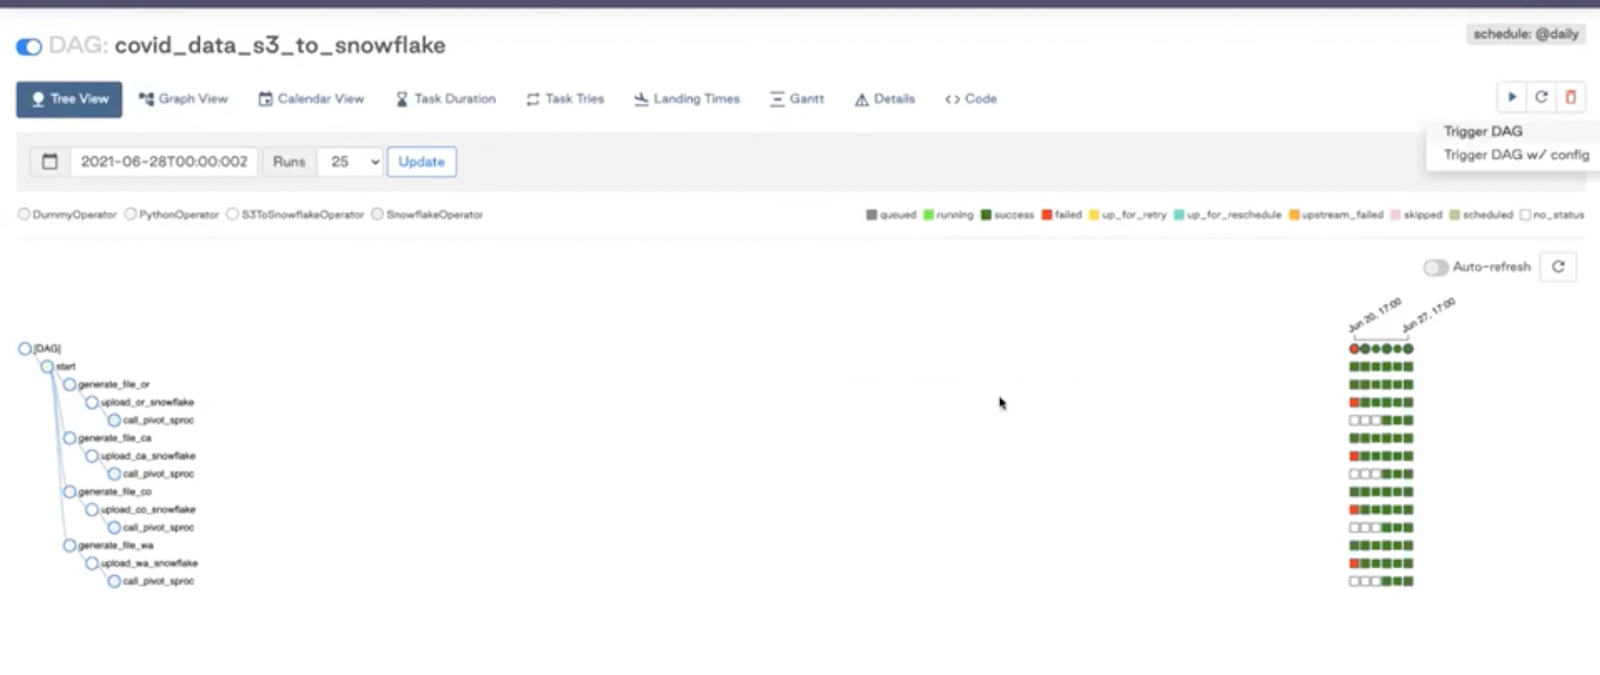 DAG: covid_data_s3_to_snowflake
schedule: @daily
Tree View Graph View Calendar View Task Duration Task Tries Landing Times Gantt Details <> Code
Trigger DAG
Trigger DAG w/ config
2021-06-28T00:00:00Z Runs 25 Update
DummyOperator PythonOperator S3ToSnowflakeOperator SnowflakeOperator
queued running success failed up_for_retry up_for_reschedule upstream_failed skipped scheduled no_status
Auto-refresh
Jun 20, 17:00 Jun 27, 17:00
[DAG]
start
generate_file_or
upload_or_snowflake
call_pivot_sproc
generate_file_ca
upload_ca_snowflake
call_pivot_sproc
generate_file_co
upload_co_snowflake
call_pivot_sproc
generate_file_wa
upload_wa_snowflake
call_pivot_sproc